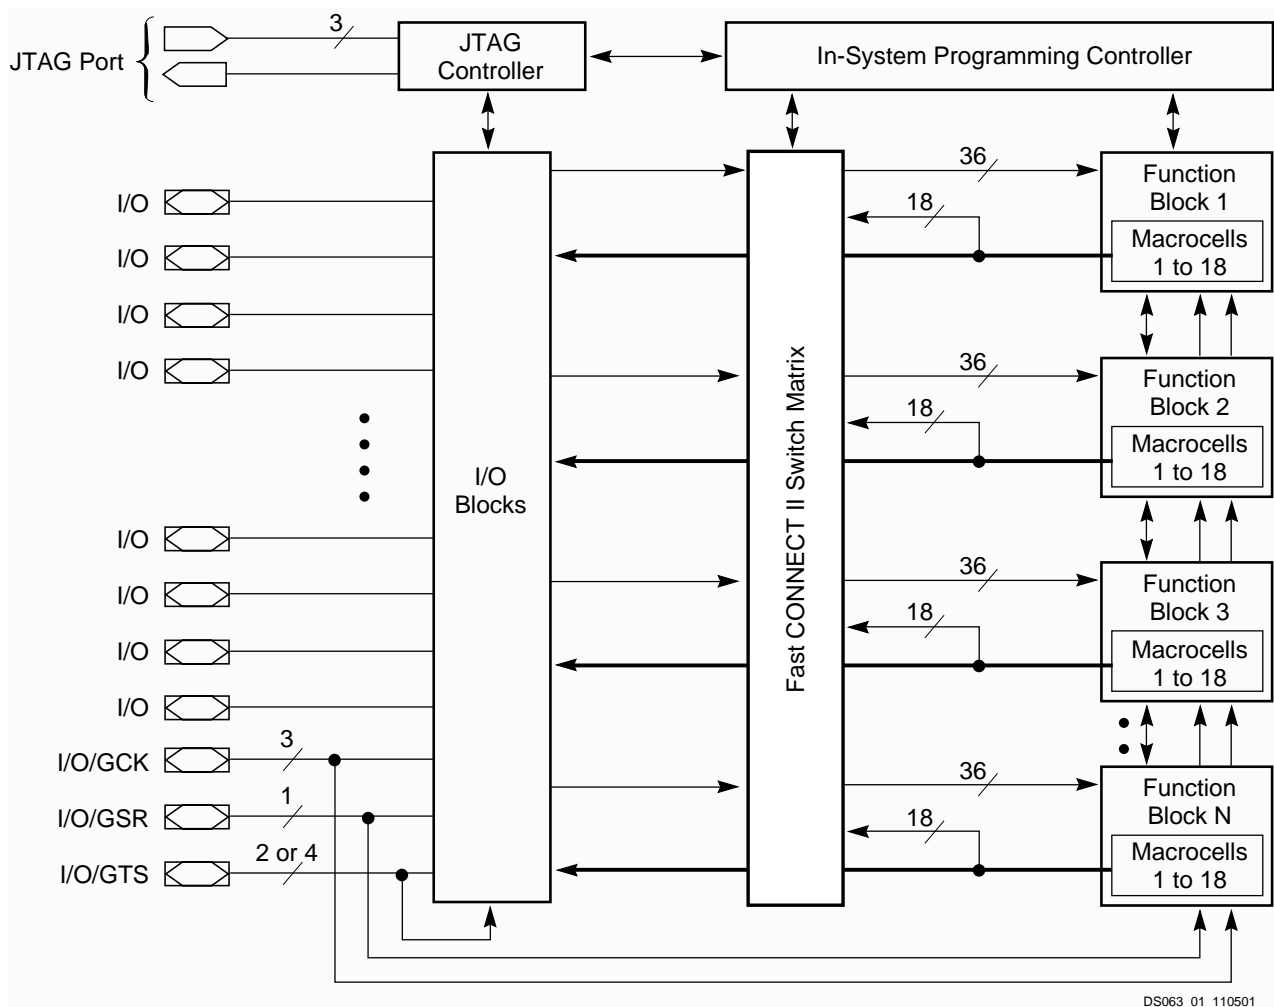 JTAG Port
3
JTAG
Controller
In-System Programming Controller
I/O
I/O
I/O
I/O
I/O
I/O
I/O
I/O
I/O/GCK
3
I/O/GSR
1
I/O/GTS
2 or 4
I/O
Blocks
Fast CONNECT II Switch Matrix
36
18
Function
Block 1
Macrocells
1 to 18
36
18
Function
Block 2
Macrocells
1 to 18
36
18
Function
Block 3
Macrocells
1 to 18
36
18
Function
Block N
Macrocells
1 to 18
DS063_01_110501